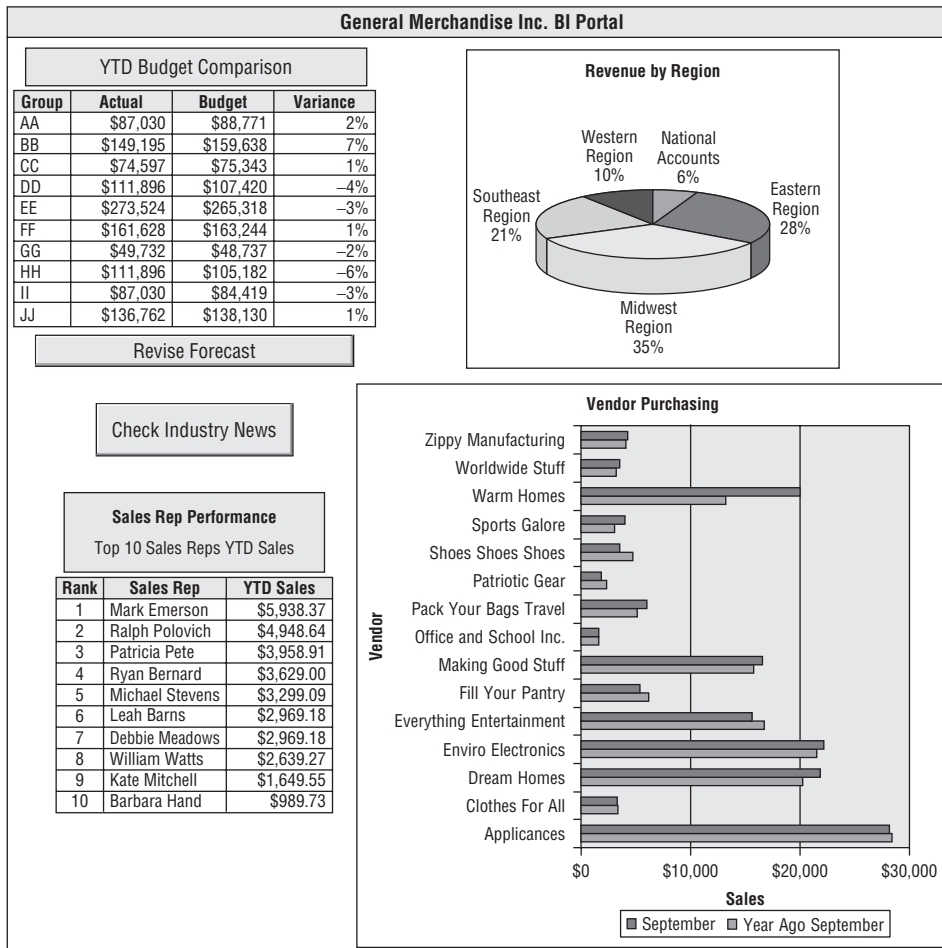 General Merchandise Inc. BI Portal
YTD Budget Comparison
Group Actual Budget Variance
AA $87,030 $88,771 2%
BB $149,195 $159,638 7%
CC $74,597 $75,343 1%
DD $111,896 $107,420 –4%
EE $273,524 $265,318 –3%
FF $161,628 $163,244 1%
GG $49,732 $48,737 –2%
HH $111,896 $105,182 –6%
II $87,030 $84,419 –3%
JJ $136,762 $138,130 1%
Revise Forecast
Revenue by Region
Western
Region
10%
National
Accounts
6%
Eastern
Region
28%
Southeast
Region
21%
Midwest
Region
35%
Check Industry News
Sales Rep Performance
Top 10 Sales Reps YTD Sales
Rank Sales Rep YTD Sales
1 Mark Emerson $5,938.37
2 Ralph Polovich $4,948.64
3 Patricia Pete $3,958.91
4 Ryan Bernard $3,629.00
5 Michael Stevens $3,299.09
6 Leah Barns $2,969.18
7 Debbie Meadows $2,969.18
8 William Watts $2,639.27
9 Kate Mitchell $1,649.55
10 Barbara Hand $989.73
Vendor Purchasing
Vendor
Zippy Manufacturing
Worldwide Stuff
Warm Homes
Sports Galore
Shoes Shoes Shoes
Patriotic Gear
Pack Your Bags Travel
Office and School Inc.
Making Good Stuff
Fill Your Pantry
Everything Entertainment
Enviro Electronics
Dream Homes
Clothes For All
Applicances
$0 $10,000 $20,000 $30,000
Sales
September Year Ago September